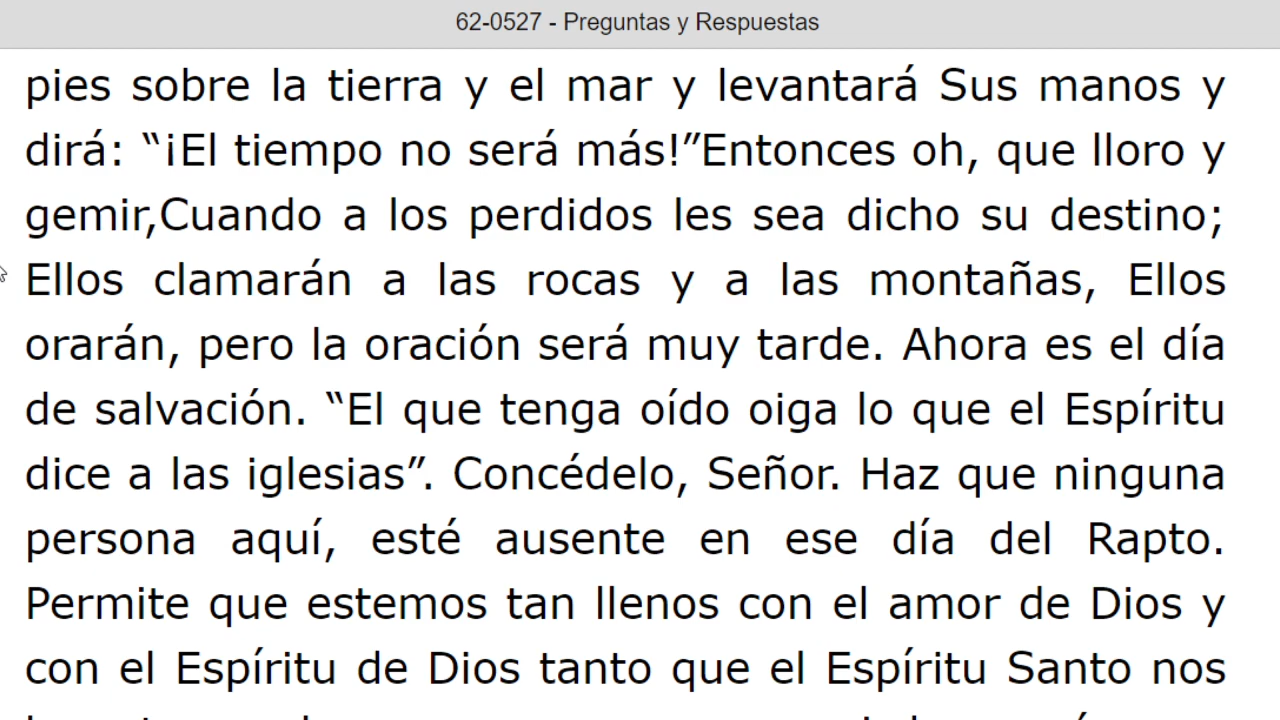 62-0527 - Preguntas y Respuestas
pies sobre la tierra y el mar y levantará Sus manos y
dirá: “¡El tiempo no será más!”Entonces oh, que lloro y
gemir,Cuando a los perdidos les sea dicho su destino;
Ellos clamarán a las rocas y a las montañas, Ellos
orarán, pero la oración será muy tarde. Ahora es el día
de salvación. “El que tenga oído oiga lo que el Espíritu
dice a las iglesias”. Concédelo, Señor. Haz que ninguna
persona aquí, esté ausente en ese día del Rapto.
Permite que estemos tan llenos con el amor de Dios y
con el Espíritu de Dios tanto que el Espíritu Santo nos